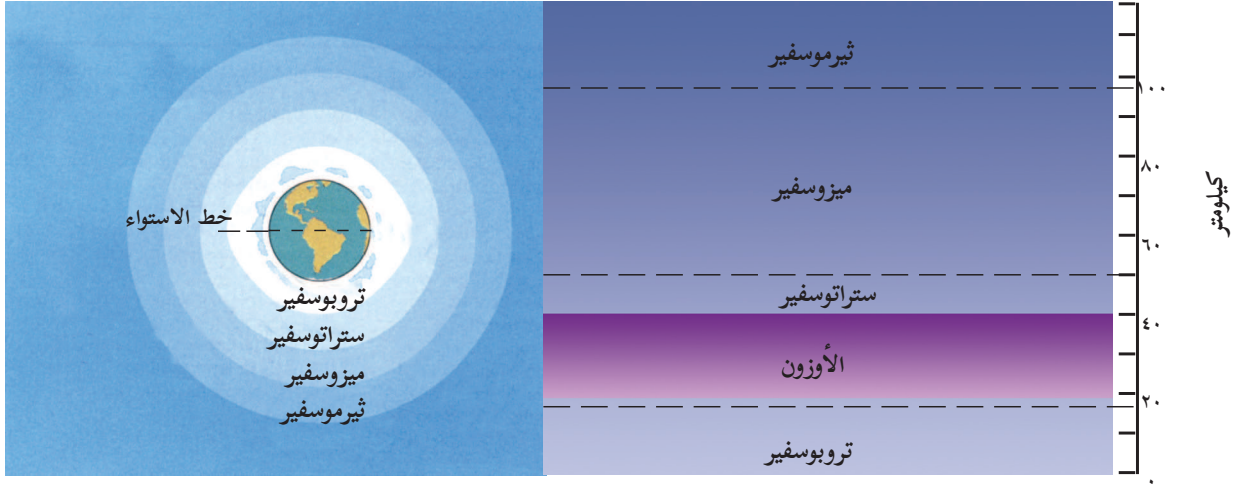 ثيرموسفير
ميزوسفير
ستراتوسفير
الأوزون
تروبوسفير
١٠٠
٨٠
٦٠
٤٠
٢٠
٠
كيلومتر
خط الاستواء
تروبوسفير
ستراتوسفير
ميزوسفير
ثيرموسفير